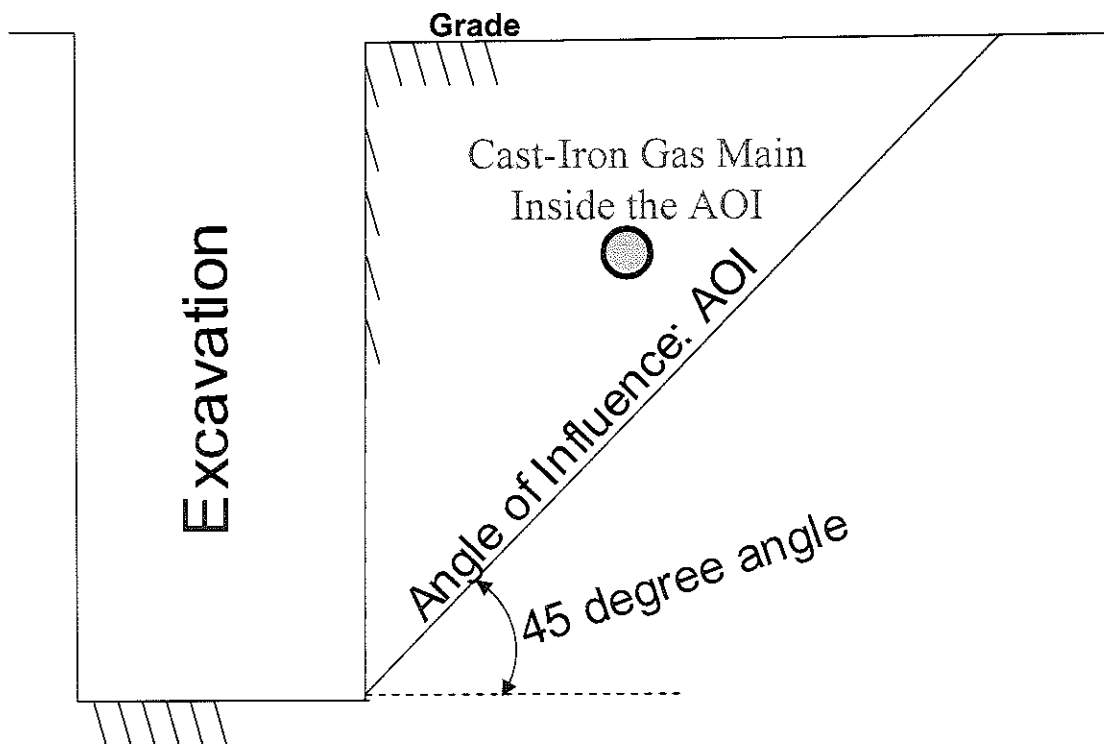 Grade
Cast-Iron Gas Main
Inside the AOI
Excavation
Angle of Influence: AOI
45 degree angle